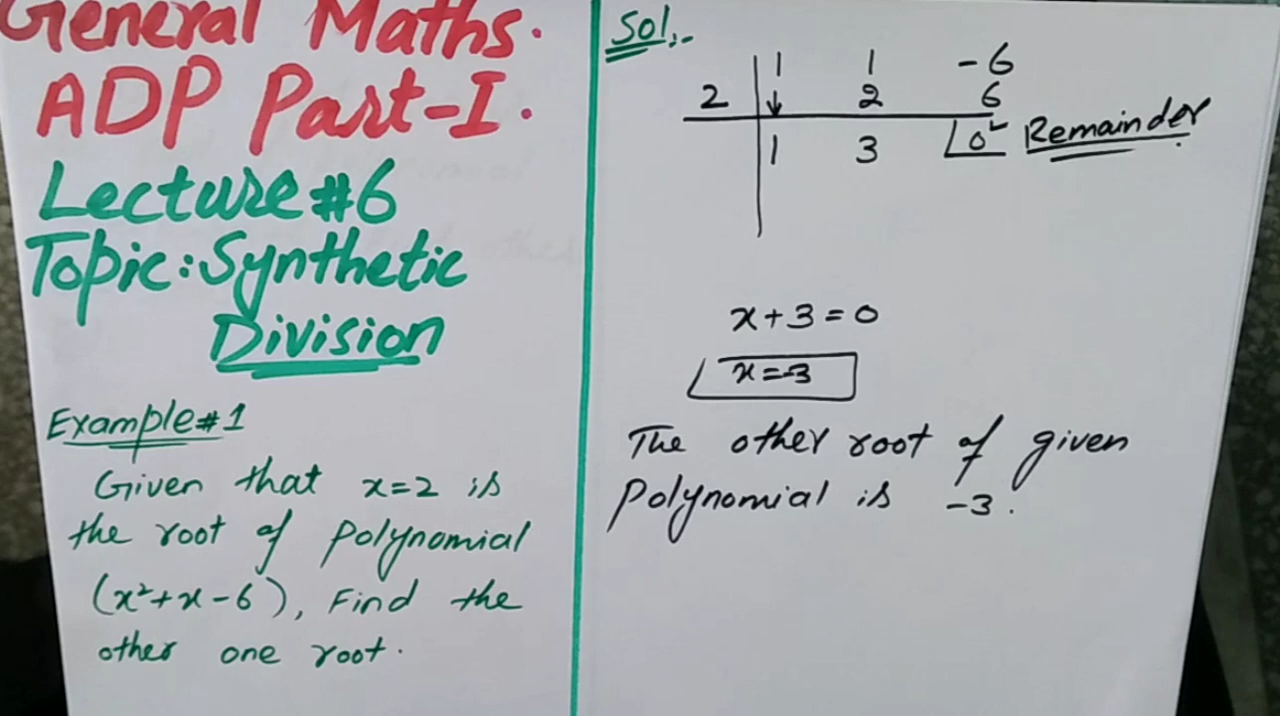 General Maths.
ADP Part-I.
Lecture#6
Topic:Synthetic
Division
Example#1
Given that x=2 is
the root of polynomial
(x²+x-6), Find the
other one root.
Sol:-
1 1 -6
2 ↓ 2 6
1 3 0 Remainder
x+3=0
x=-3
The other root of given
polynomial is -3.